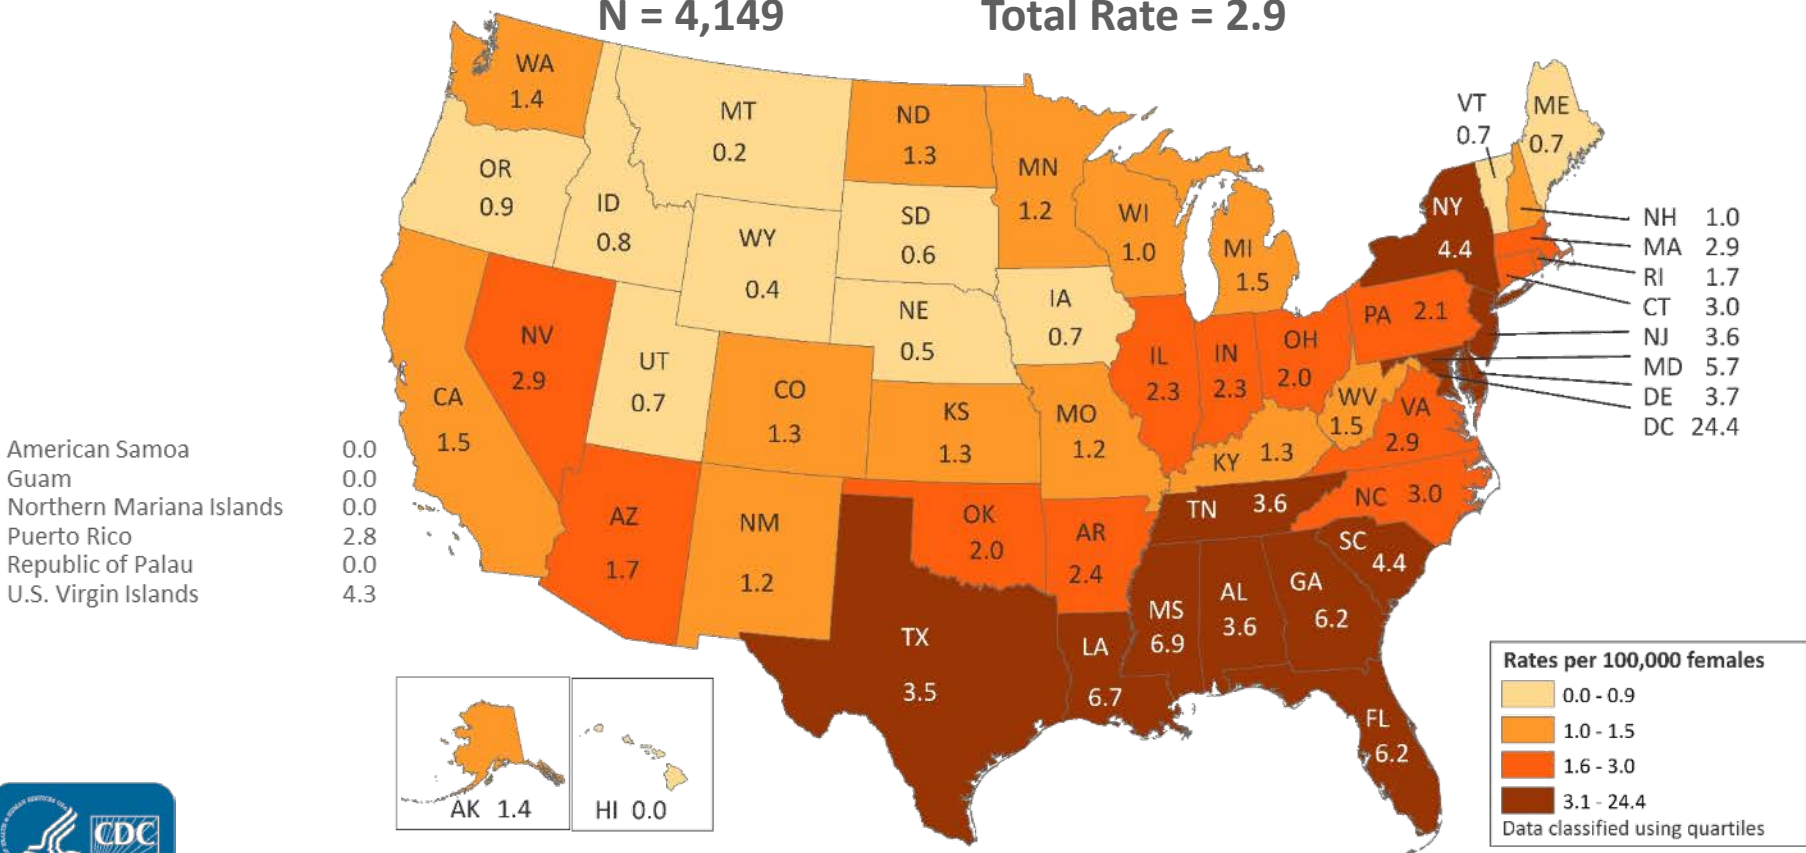 N = 4,149
Total Rate = 2.9
WA
1.4
OR
0.9
MT
0.2
ID
0.8
WY
0.4
ND
1.3
SD
0.6
NE
0.5
MN
1.2
WI
1.0
MI
1.5
IA
0.7
NV
2.9
UT
0.7
CA
1.5
CO
1.3
KS
1.3
MO
1.2
IL
2.3
IN
2.3
OH
2.0
PA 2.1
NY
4.4
VT
0.7
ME
0.7
NH 1.0
MA 2.9
RI 1.7
CT 3.0
NJ 3.6
MD 5.7
DE 3.7
DC 24.4
WV
1.5
VA
2.9
KY 1.3
NC 3.0
TN 3.6
SC
4.4
AZ
1.7
NM
1.2
OK
2.0
AR
2.4
TX
3.5
LA
6.7
MS
6.9
AL
3.6
GA
6.2
FL
6.2
AK 1.4
HI 0.0
American Samoa 0.0
Guam 0.0
Northern Mariana Islands 0.0
Puerto Rico 2.8
Republic of Palau 0.0
U.S. Virgin Islands 4.3
Rates per 100,000 females
0.0 - 0.9
1.0 - 1.5
1.6 - 3.0
3.1 - 24.4
Data classified using quartiles
CDC